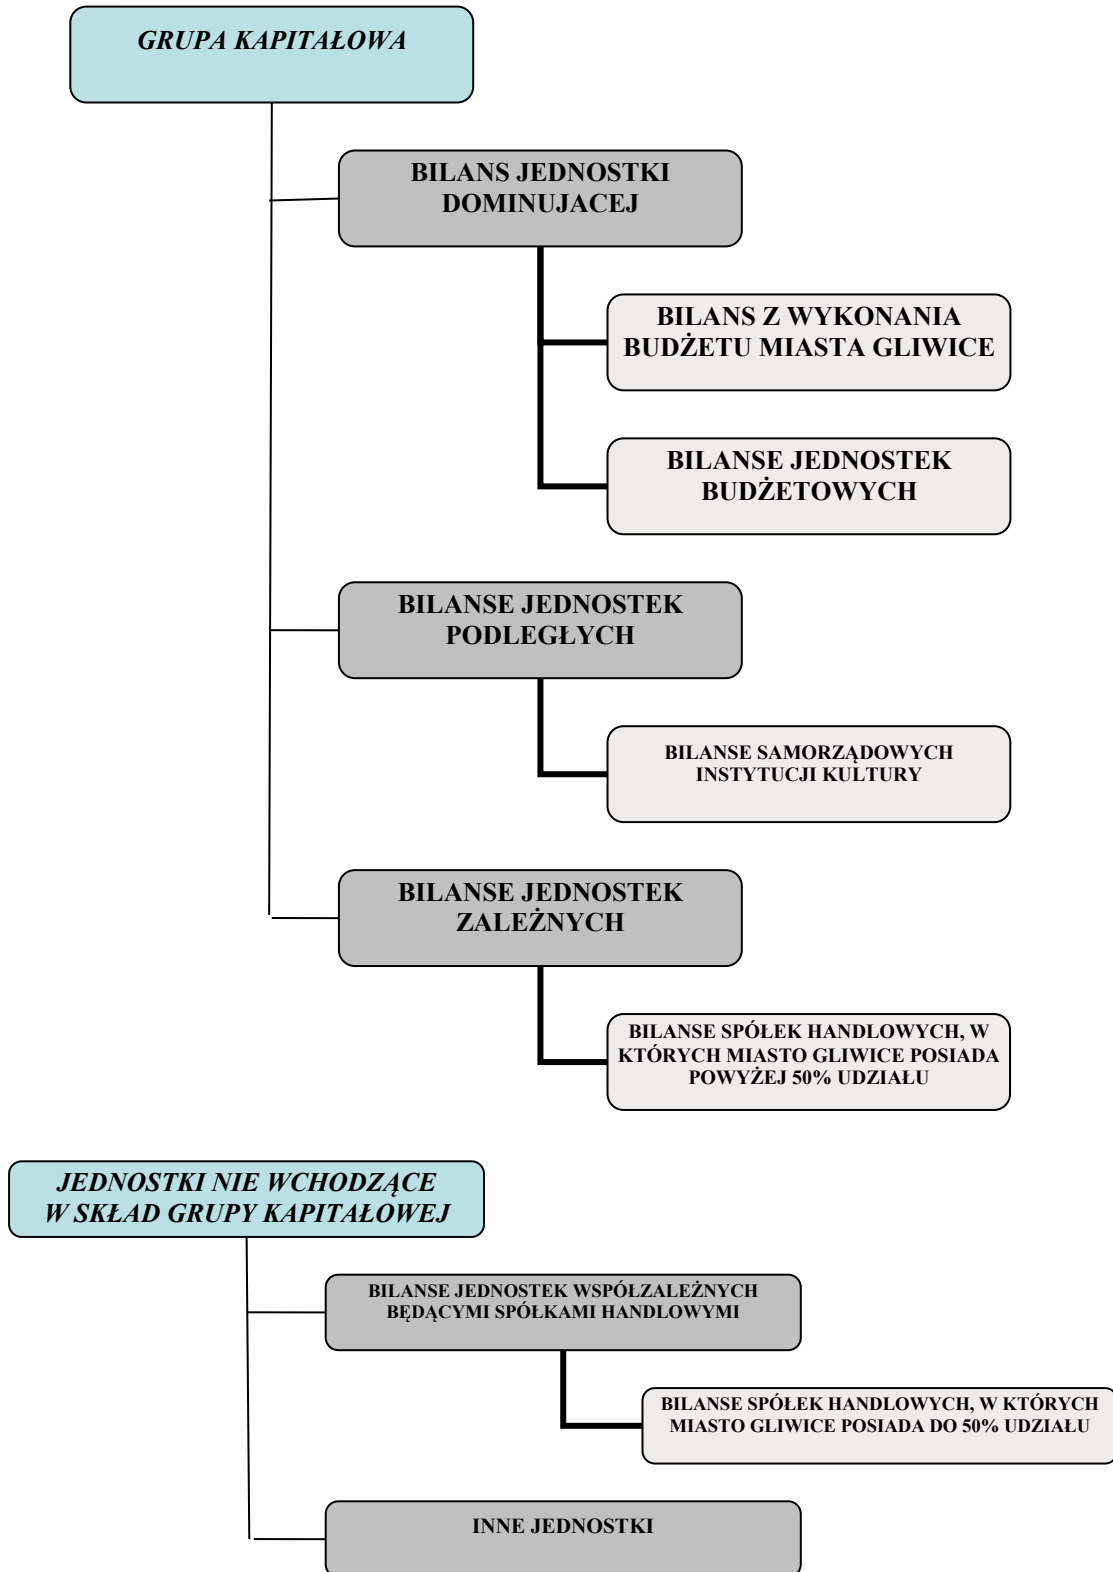 GRUPA KAPITAŁOWA
BILANS JEDNOSTKI
DOMINUJACEJ
BILANS Z WYKONANIA
BUDŻETU MIASTA GLIWICE
BILANSE JEDNOSTEK
BUDŻETOWYCH
BILANSE JEDNOSTEK
PODLEGŁYCH
BILANSE SAMORZĄDOWYCH
INSTYTUCJI KULTURY
BILANSE JEDNOSTEK
ZALEŻNYCH
BILANSE SPÓŁEK HANDLOWYCH, W
KTÓRYCH MIASTO GLIWICE POSIADA
POWYŻEJ 50% UDZIAŁU
JEDNOSTKI NIE WCHODZĄCE
W SKŁAD GRUPY KAPITAŁOWEJ
BILANSE JEDNOSTEK WSPÓŁZALEŻNYCH
BĘDĄCYMI SPÓŁKAMI HANDLOWYMI
BILANSE SPÓŁEK HANDLOWYCH, W KTÓRYCH
MIASTO GLIWICE POSIADA DO 50% UDZIAŁU
INNE JEDNOSTKI